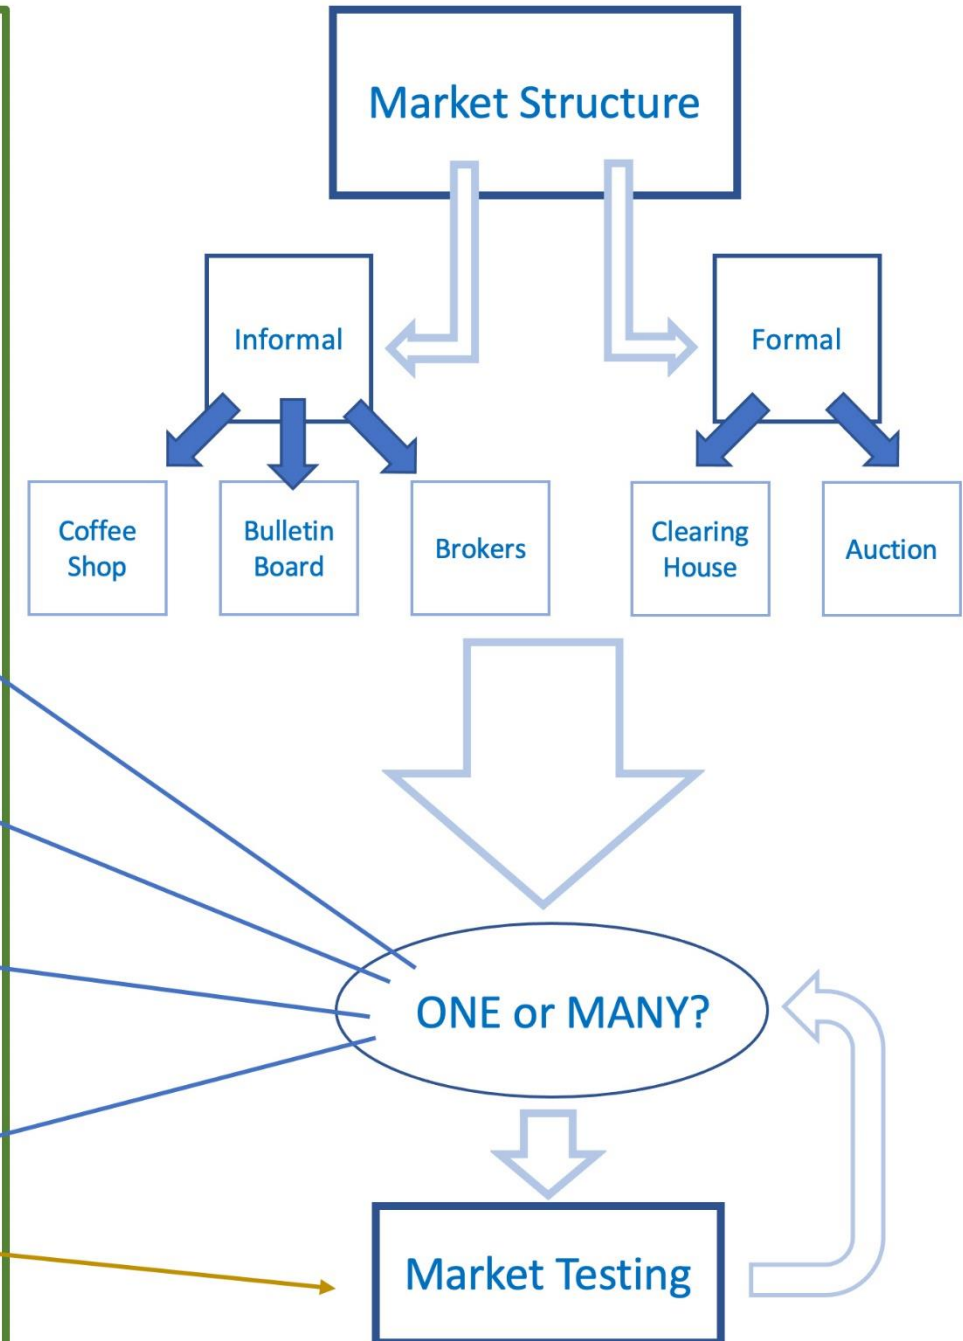 Market Structure
Informal
Formal
Coffee
Shop
Bulletin
Board
Brokers
Clearing
House
Auction
ONE or MANY?
Market Testing